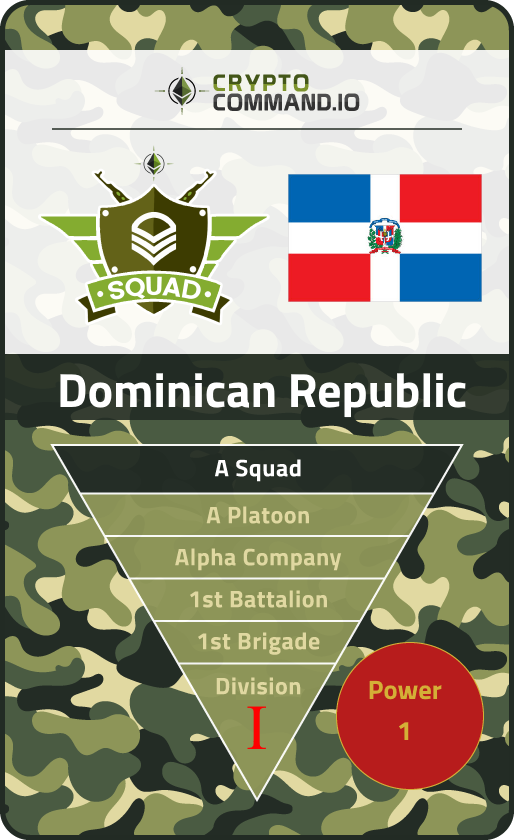 CRYPTO
COMMAND.IO
SQUAD
Dominican Republic
A Squad
A Platoon
Alpha Company
1st Battalion
1st Brigade
Division
I
Power
1